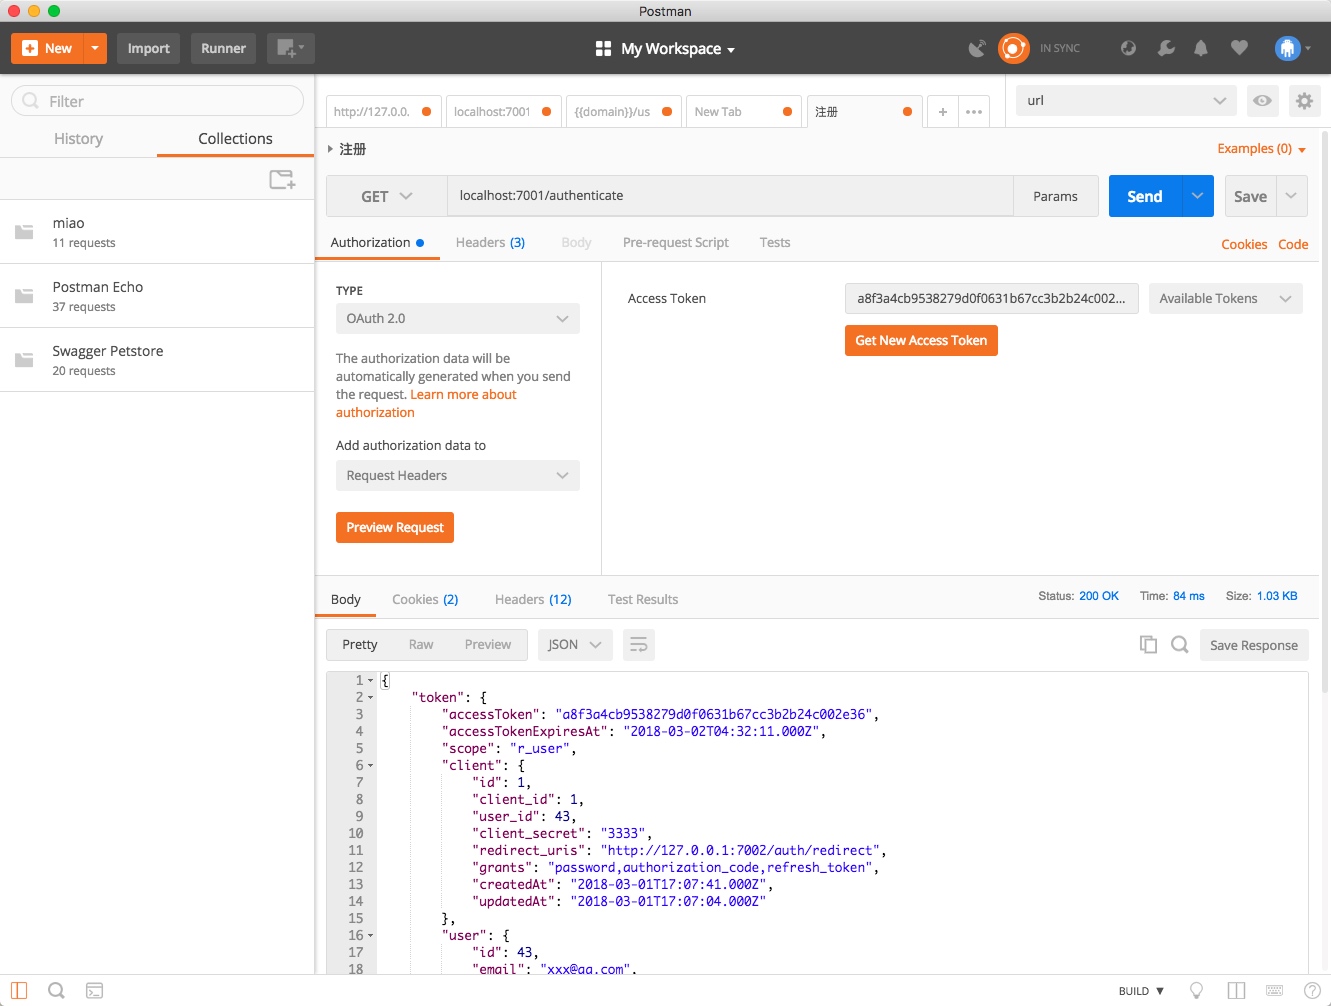 Postman
New
Import
Runner
My Workspace
IN SYNC
Filter
History
Collections
miao
11 requests
Postman Echo
37 requests
Swagger Petstore
20 requests
http://127.0.0.
localhost:7001
{{domain}}/us
New Tab
注册
+
•••
url
注册
Examples (0)
GET
localhost:7001/authenticate
Params
Send
Save
Authorization
Headers (3)
Body
Pre-request Script
Tests
Cookies
Code
TYPE
OAuth 2.0
The authorization data will be
automatically generated when you send
the request. Learn more about
authorization
Add authorization data to
Request Headers
Preview Request
Access Token
a8f3a4cb9538279d0f0631b67cc3b2b24c002...
Available Tokens
Get New Access Token
Body
Cookies (2)
Headers (12)
Test Results
Status: 200 OK
Time: 84 ms
Size: 1.03 KB
Pretty
Raw
Preview
JSON
Save Response
1 {
2 "token": {
3 "accessToken": "a8f3a4cb9538279d0f0631b67cc3b2b24c002e36",
4 "accessTokenExpiresAt": "2018-03-02T04:32:11.000Z",
5 "scope": "r_user",
6 "client": {
7 "id": 1,
8 "client_id": 1,
9 "user_id": 43,
10 "client_secret": "3333",
11 "redirect_uris": "http://127.0.0.1:7002/auth/redirect",
12 "grants": "password,authorization_code,refresh_token",
13 "createdAt": "2018-03-01T17:07:41.000Z",
14 "updatedAt": "2018-03-01T17:07:04.000Z"
15 },
16 "user": {
17 "id": 43,
18 "email": "xxx@qq.com",
BUILD